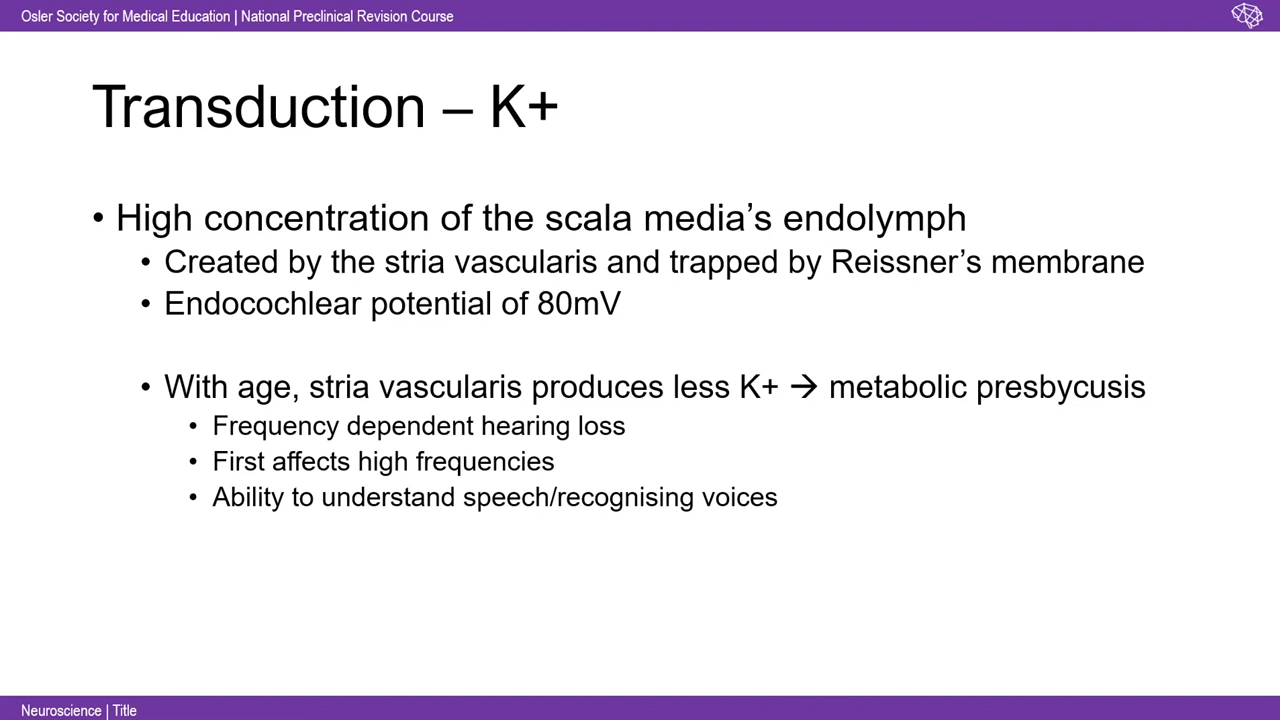 Osler Society for Medical Education | National Preclinical Revision Course
Transduction – K+
• High concentration of the scala media’s endolymph
• Created by the stria vascularis and trapped by Reissner’s membrane
• Endocochlear potential of 80mV
• With age, stria vascularis produces less K+ → metabolic presbycusis
• Frequency dependent hearing loss
• First affects high frequencies
• Ability to understand speech/recognising voices
Neuroscience | Title